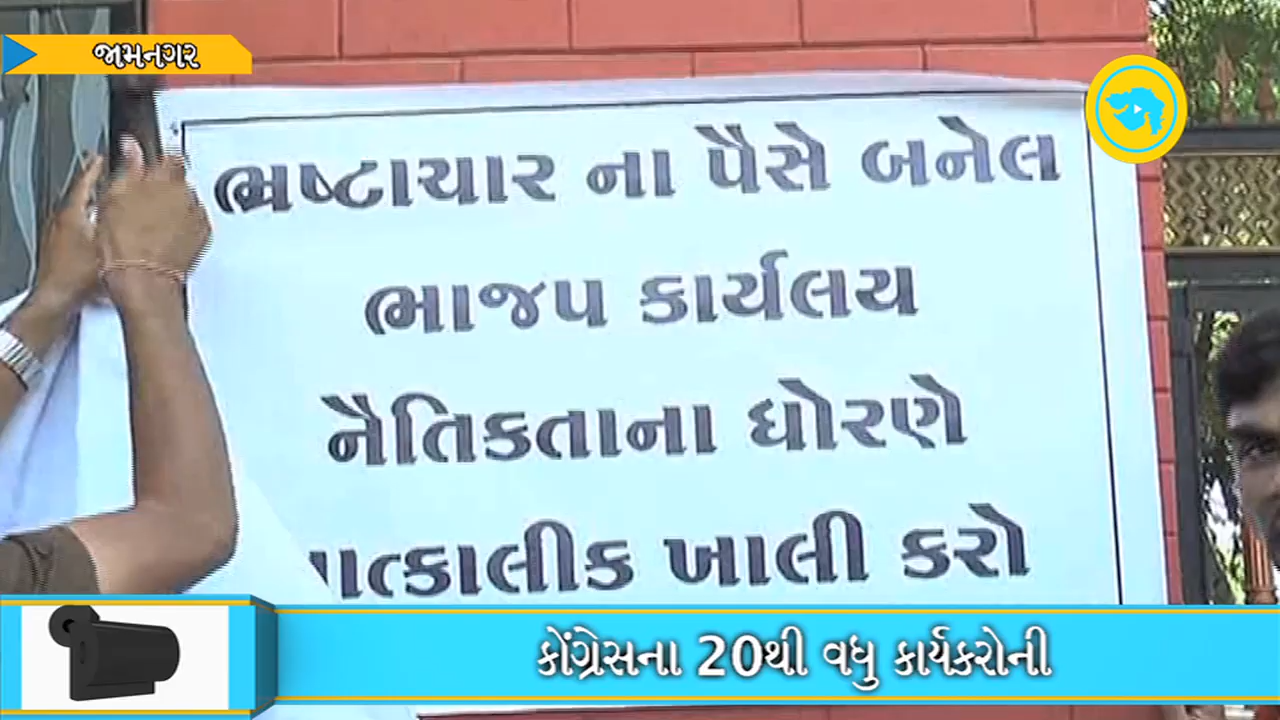 જામનગર
ભ્રષ્ટાચાર ના પૈસે બનેલ
ભાજપ કાર્યલય
નૈતિકતાના ધોરણે
ખાલી કરો
કોંગ્રેસના 20થી વધુ કાર્યકરોની